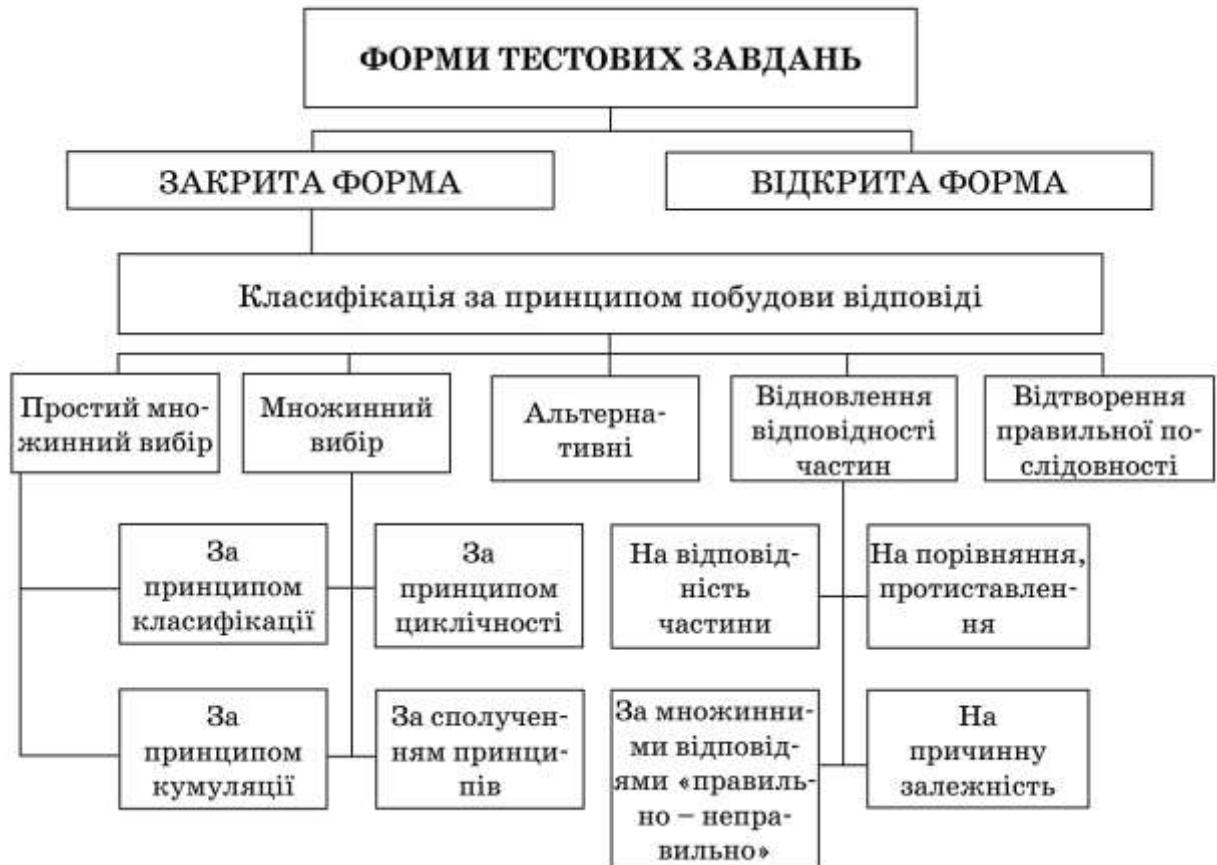 ФОРМИ ТЕСТОВИХ ЗАВДАНЬ
ЗАКРИТА ФОРМА
ВІДКРИТА ФОРМА
Класифікація за принципом побудови відповіді
Простий мно-
жинний вибір
Множинний
вибір
Альтерна-
тивні
Відновлення
відповідності
частин
Відтворення
правильної по-
слідовності
За
принципом
класифікації
За
принципом
циклічності
На відповід-
ність
частини
На порівняння,
протиставлен-
ня
За
принципом
кумуляції
За сполучен-
ням принци-
пів
За множинни-
ми відповід-
ями «правиль-
но – непра-
вильно»
На
причинну
залежність